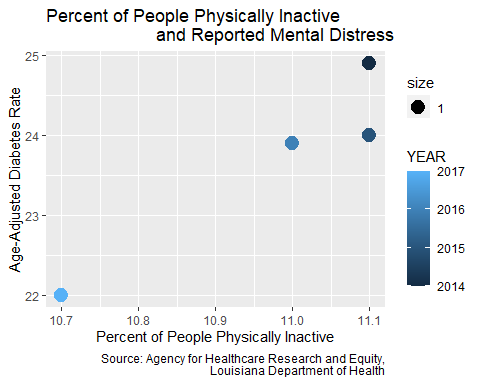 Percent of People Physically Inactive
and Reported Mental Distress
Age-Adjusted Diabetes Rate
25
24
23
22
10.7
10.8
10.9
11.0
11.1
Percent of People Physically Inactive
size
1
YEAR
2017
2016
2015
2014
Source: Agency for Healthcare Research and Equity,
Louisiana Department of Health